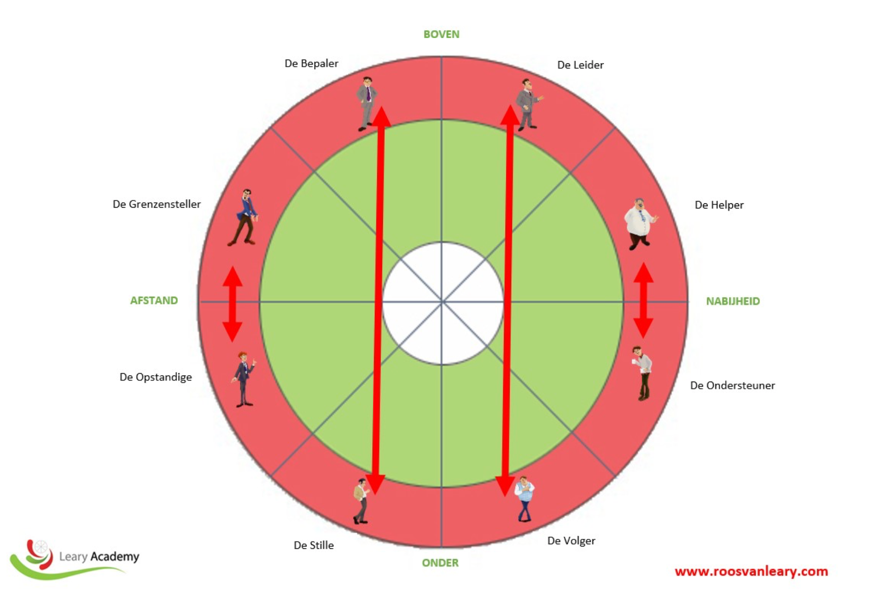 BOVEN
De Bepaler
De Leider
De Grenzensteller
De Helper
AFSTAND
NABIJHEID
De Opstandige
De Ondersteuner
De Stille
De Volger
Leary Academy
ONDER
www.roosvanleary.com